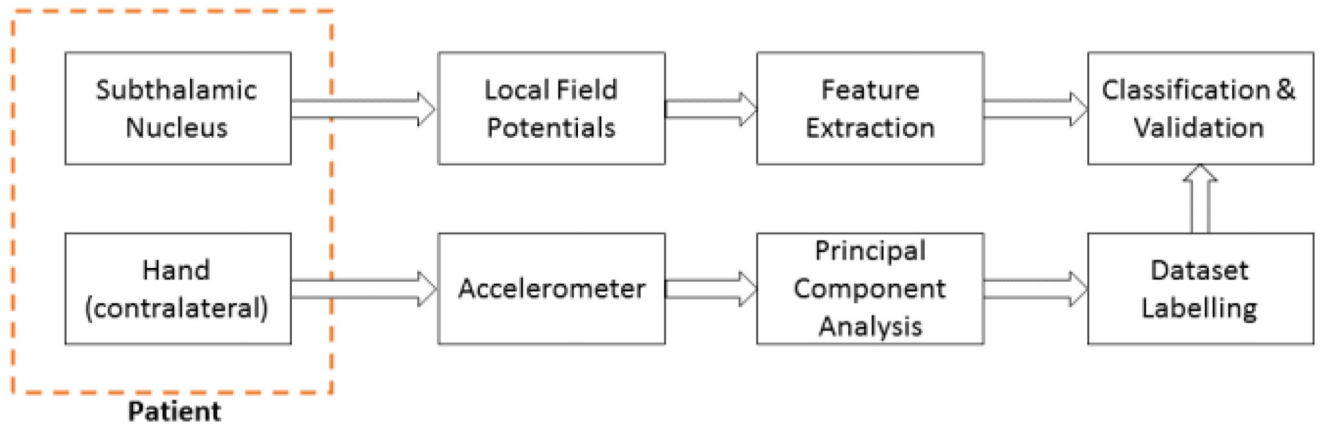 Subthalamic
Nucleus
Local Field
Potentials
Feature
Extraction
Classification &
Validation
Hand
(contralateral)
Accelerometer
Principal
Component
Analysis
Dataset
Labelling
Patient